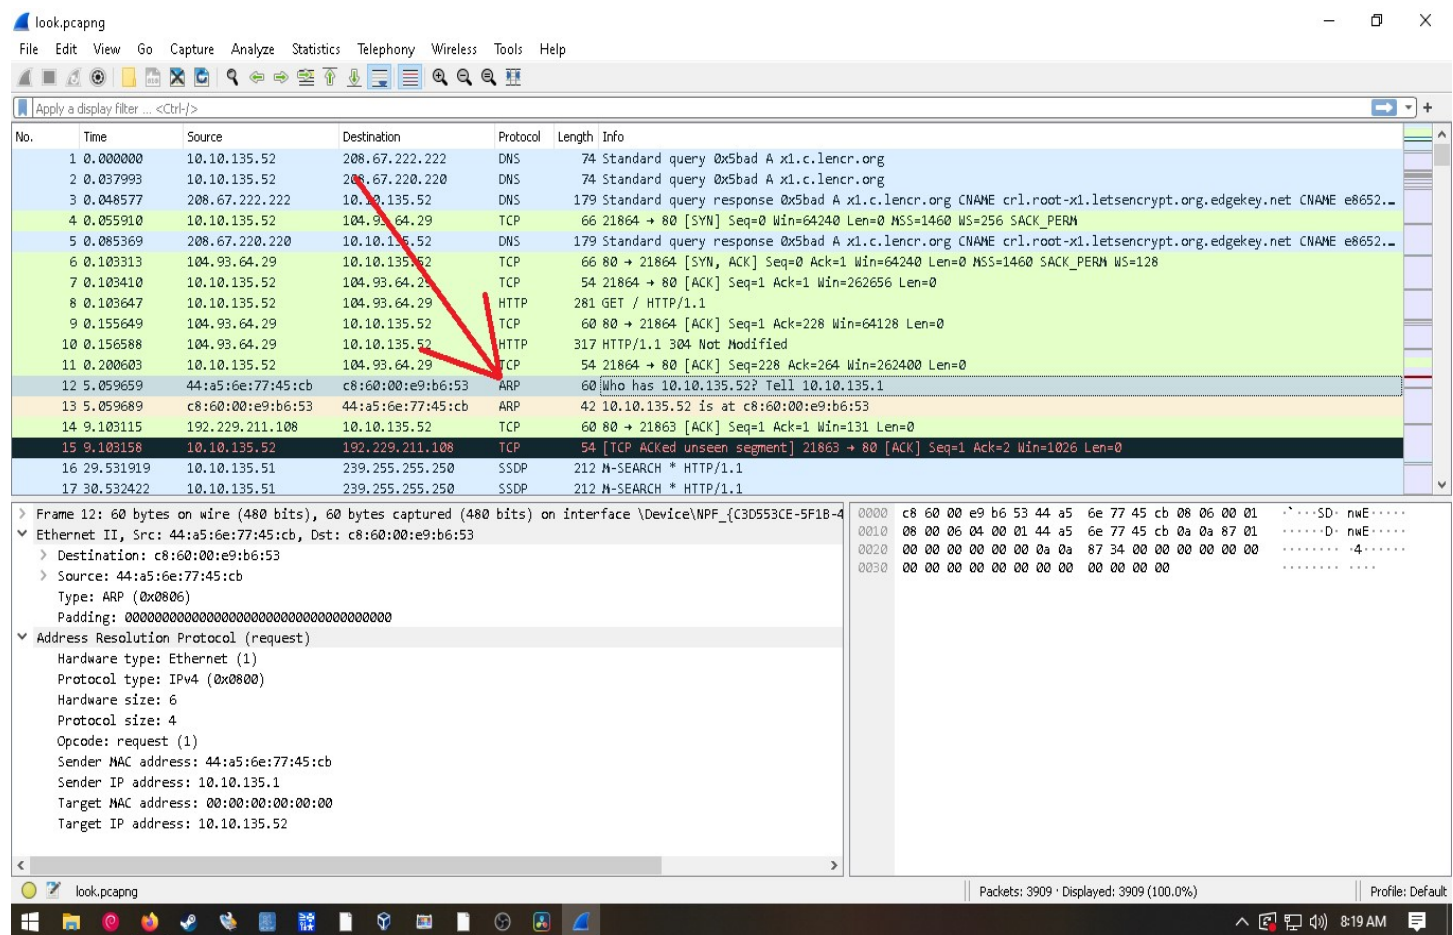 look.pcapng
File Edit View Go Capture Analyze Statistics Telephony Wireless Tools Help
Apply a display filter ... <Ctrl-/>
No. Time Source Destination Protocol Length Info
1 0.000000 10.10.135.52 208.67.222.222 DNS 74 Standard query 0x5bad A x1.c.lencr.org
2 0.037993 10.10.135.52 208.67.220.220 DNS 74 Standard query 0x5bad A x1.c.lencr.org
3 0.048577 208.67.222.222 10.10.135.52 DNS 179 Standard query response 0x5bad A x1.c.lencr.org CNAME crl.root-x1.letsencrypt.org.edgekey.net CNAME e8652...
4 0.055910 10.10.135.52 104.93.64.29 TCP 66 21864 → 80 [SYN] Seq=0 Win=64240 Len=0 MSS=1460 WS=256 SACK_PERM
5 0.085369 208.67.220.220 10.10.135.52 DNS 179 Standard query response 0x5bad A x1.c.lencr.org CNAME crl.root-x1.letsencrypt.org.edgekey.net CNAME e8652...
6 0.103313 104.93.64.29 10.10.135.52 TCP 66 80 → 21864 [SYN, ACK] Seq=0 Ack=1 Win=64240 Len=0 MSS=1460 SACK_PERM WS=128
7 0.103410 10.10.135.52 104.93.64.29 TCP 54 21864 → 80 [ACK] Seq=1 Ack=1 Win=262656 Len=0
8 0.103647 10.10.135.52 104.93.64.29 HTTP 281 GET / HTTP/1.1
9 0.155649 104.93.64.29 10.10.135.52 TCP 60 80 → 21864 [ACK] Seq=1 Ack=228 Win=64128 Len=0
10 0.156588 104.93.64.29 10.10.135.52 HTTP 317 HTTP/1.1 304 Not Modified
11 0.200603 10.10.135.52 104.93.64.29 TCP 54 21864 → 80 [ACK] Seq=228 Ack=264 Win=262400 Len=0
12 5.059659 44:a5:6e:77:45:cb c8:60:00:e9:b6:53 ARP 60 Who has 10.10.135.52? Tell 10.10.135.1
13 5.059689 c8:60:00:e9:b6:53 44:a5:6e:77:45:cb ARP 42 10.10.135.52 is at c8:60:00:e9:b6:53
14 9.103115 192.229.211.108 10.10.135.52 TCP 60 80 → 21863 [ACK] Seq=1 Ack=1 Win=131 Len=0
15 9.103158 10.10.135.52 192.229.211.108 TCP 54 [TCP ACKed unseen segment] 21863 → 80 [ACK] Seq=1 Ack=2 Win=1026 Len=0
16 29.531919 10.10.135.51 239.255.255.250 SSDP 212 M-SEARCH * HTTP/1.1
17 30.532422 10.10.135.51 239.255.255.250 SSDP 212 M-SEARCH * HTTP/1.1
Frame 12: 60 bytes on wire (480 bits), 60 bytes captured (480 bits) on interface \Device\NPF_{C3D553CE-5F1B-4
Ethernet II, Src: 44:a5:6e:77:45:cb, Dst: c8:60:00:e9:b6:53
Destination: c8:60:00:e9:b6:53
Source: 44:a5:6e:77:45:cb
Type: ARP (0x0806)
Padding: 000000000000000000000000000000000000
Address Resolution Protocol (request)
Hardware type: Ethernet (1)
Protocol type: IPv4 (0x0800)
Hardware size: 6
Protocol size: 4
Opcode: request (1)
Sender MAC address: 44:a5:6e:77:45:cb
Sender IP address: 10.10.135.1
Target MAC address: 00:00:00:00:00:00
Target IP address: 10.10.135.52
0000 c8 60 00 e9 b6 53 44 a5 6e 77 45 cb 08 06 00 01 ·`···SD· nwE·····
0010 08 00 06 04 00 01 44 a5 6e 77 45 cb 0a 0a 87 01 ······D· nwE·····
0020 00 00 00 00 00 00 0a 0a 87 34 00 00 00 00 00 00 ········ ·4······
0030 00 00 00 00 00 00 00 00 00 00 00 00 ········ ····
look.pcapng
Packets: 3909 · Displayed: 3909 (100.0%)
Profile: Default
8:19 AM